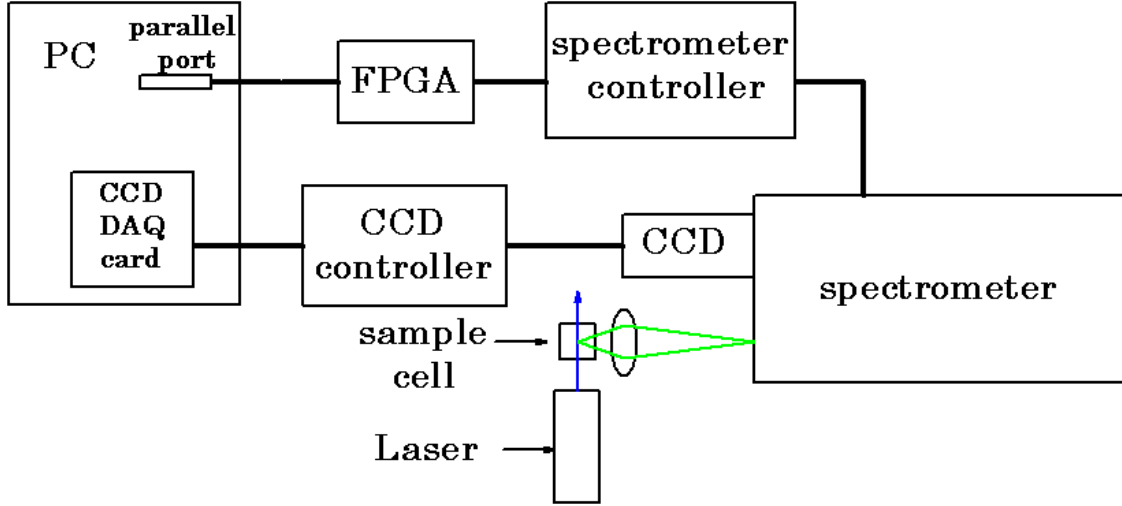 PC
parallel
port
FPGA
spectrometer
controller
CCD
DAQ
card
CCD
controller
CCD
spectrometer
sample
cell
Laser